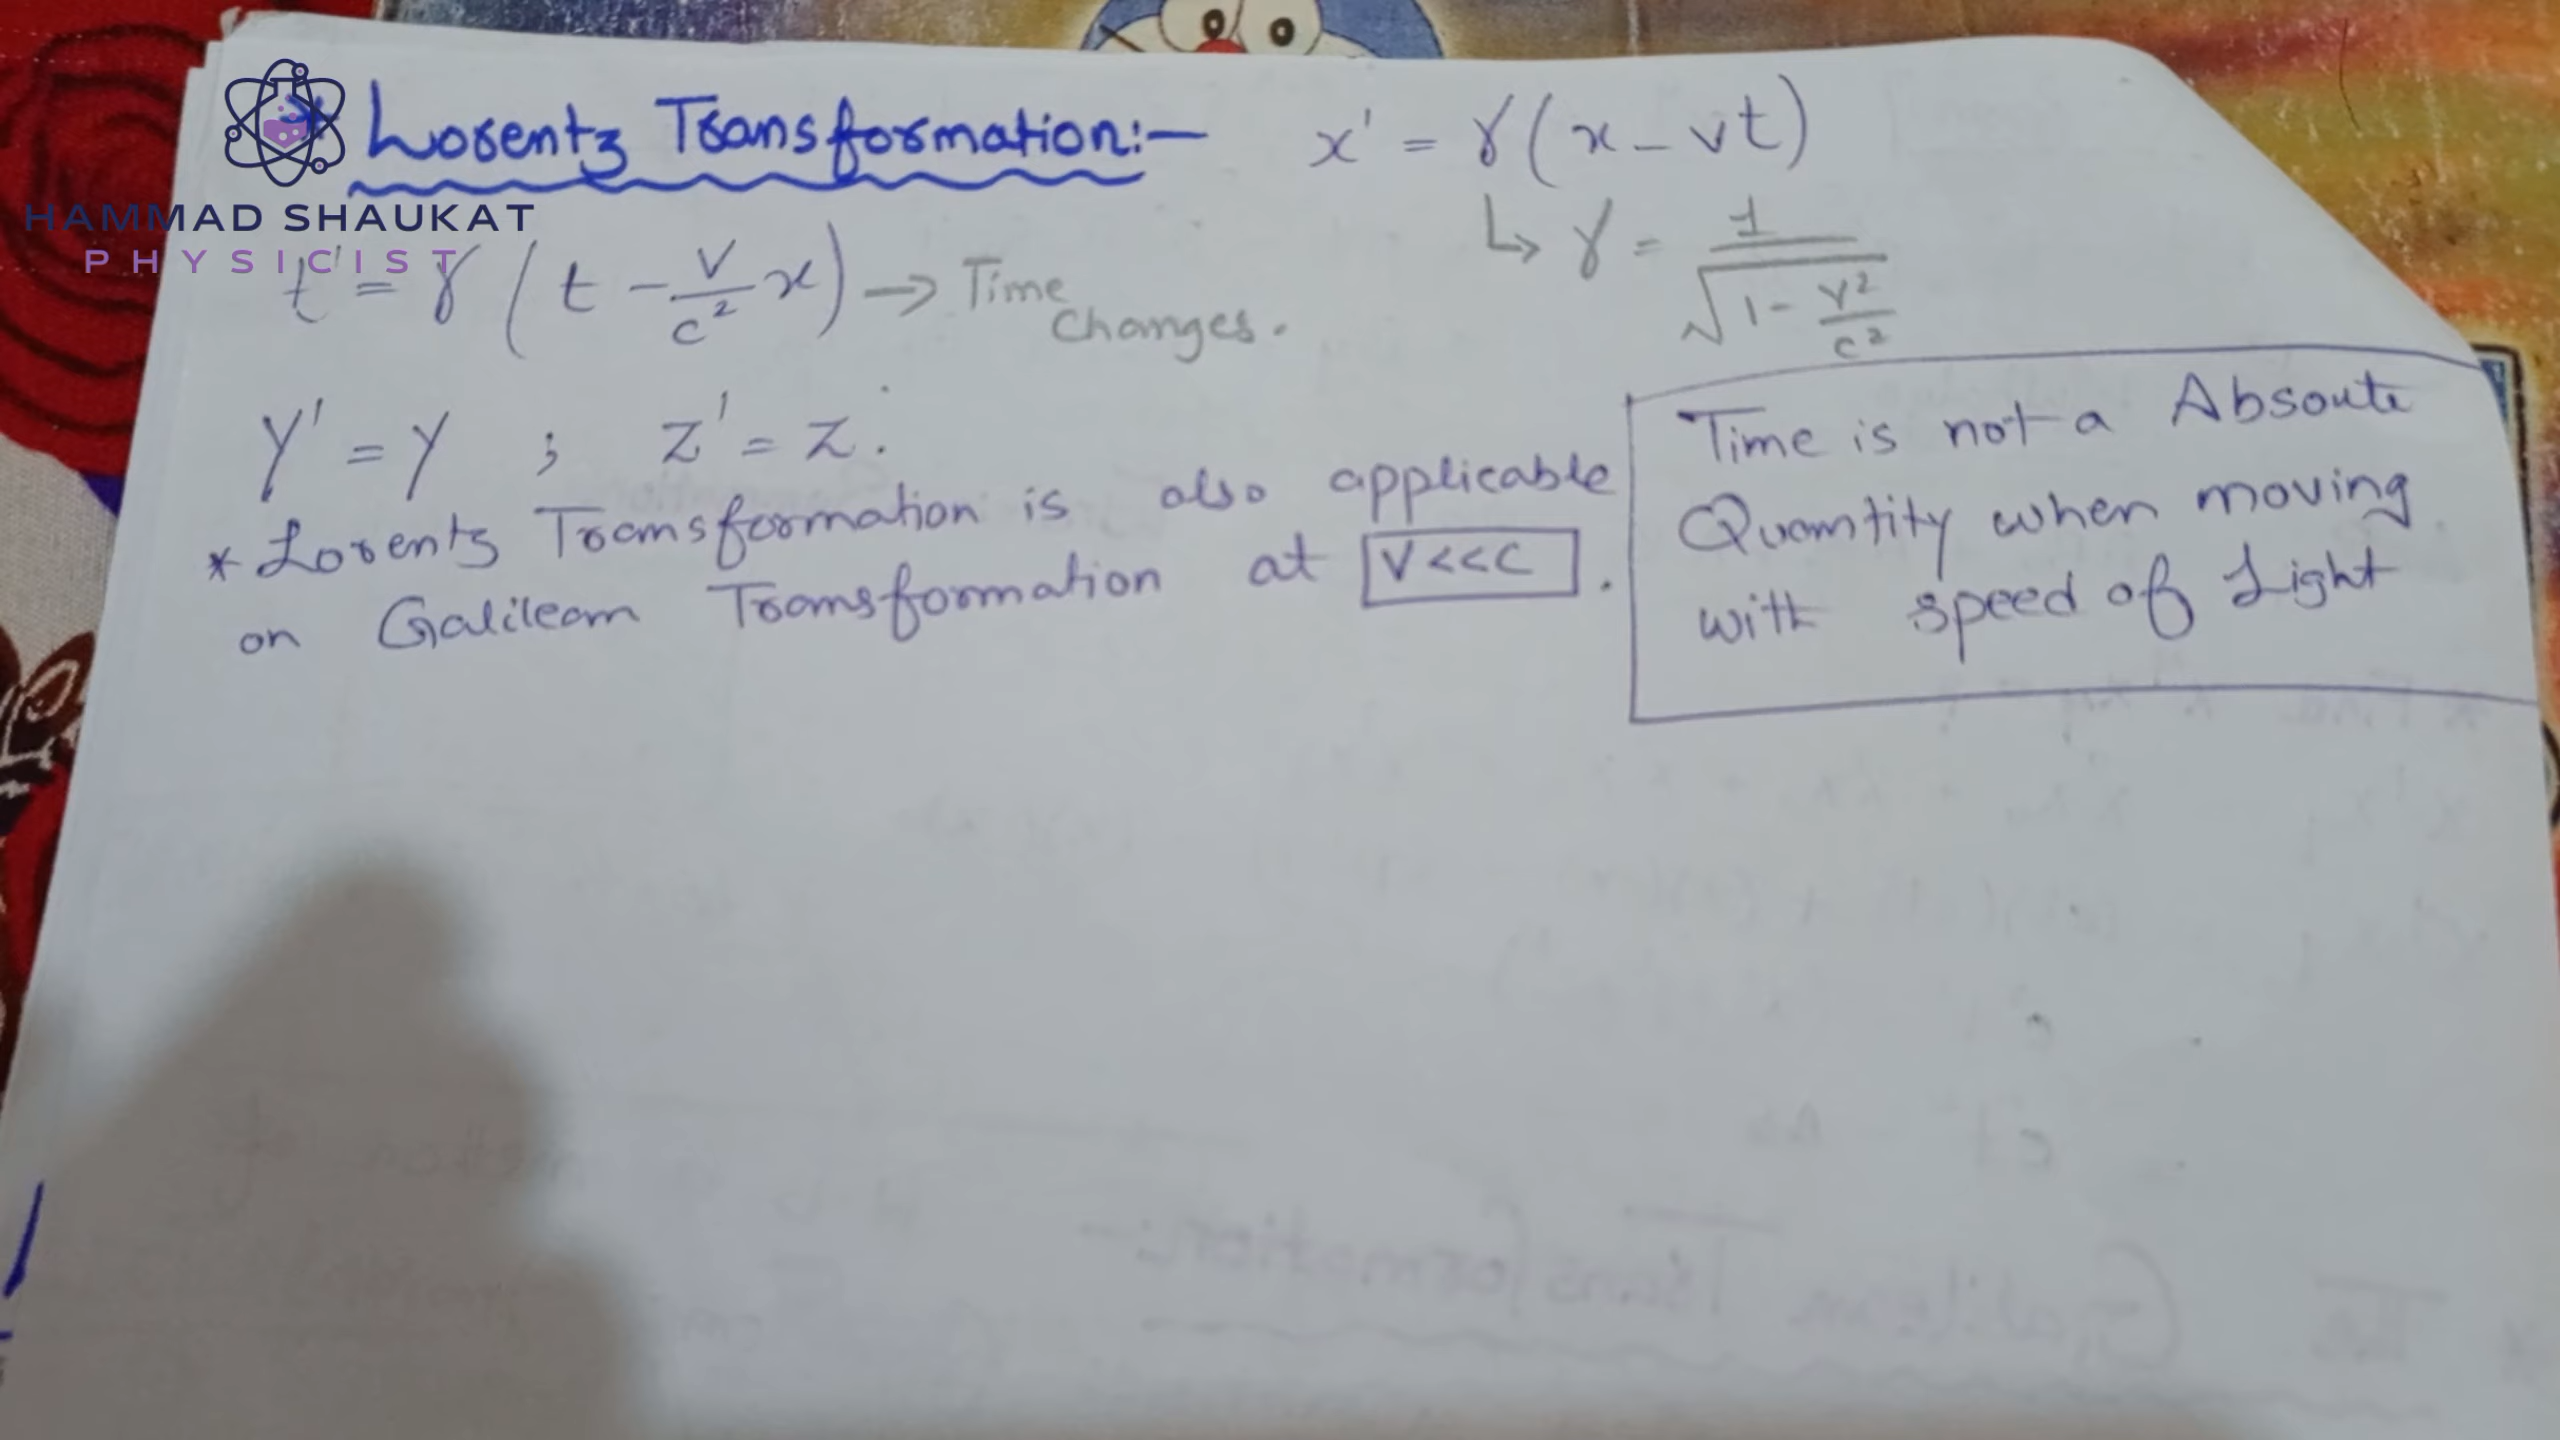 Lorentz Transformation:-
x' = γ(x - vt)
↳ γ = 1 / √(1 - v²/c²)
HAMMAD SHAUKAT
PHYSICIST
t' = γ (t - v/c² x) → Time
Changes.
Y' = Y ; Z' = Z.
* Lorentz Transformation is also applicable
on Galilean Transformation at V<<C .
Time is not a Absoute
Quantity when moving
with speed of Light